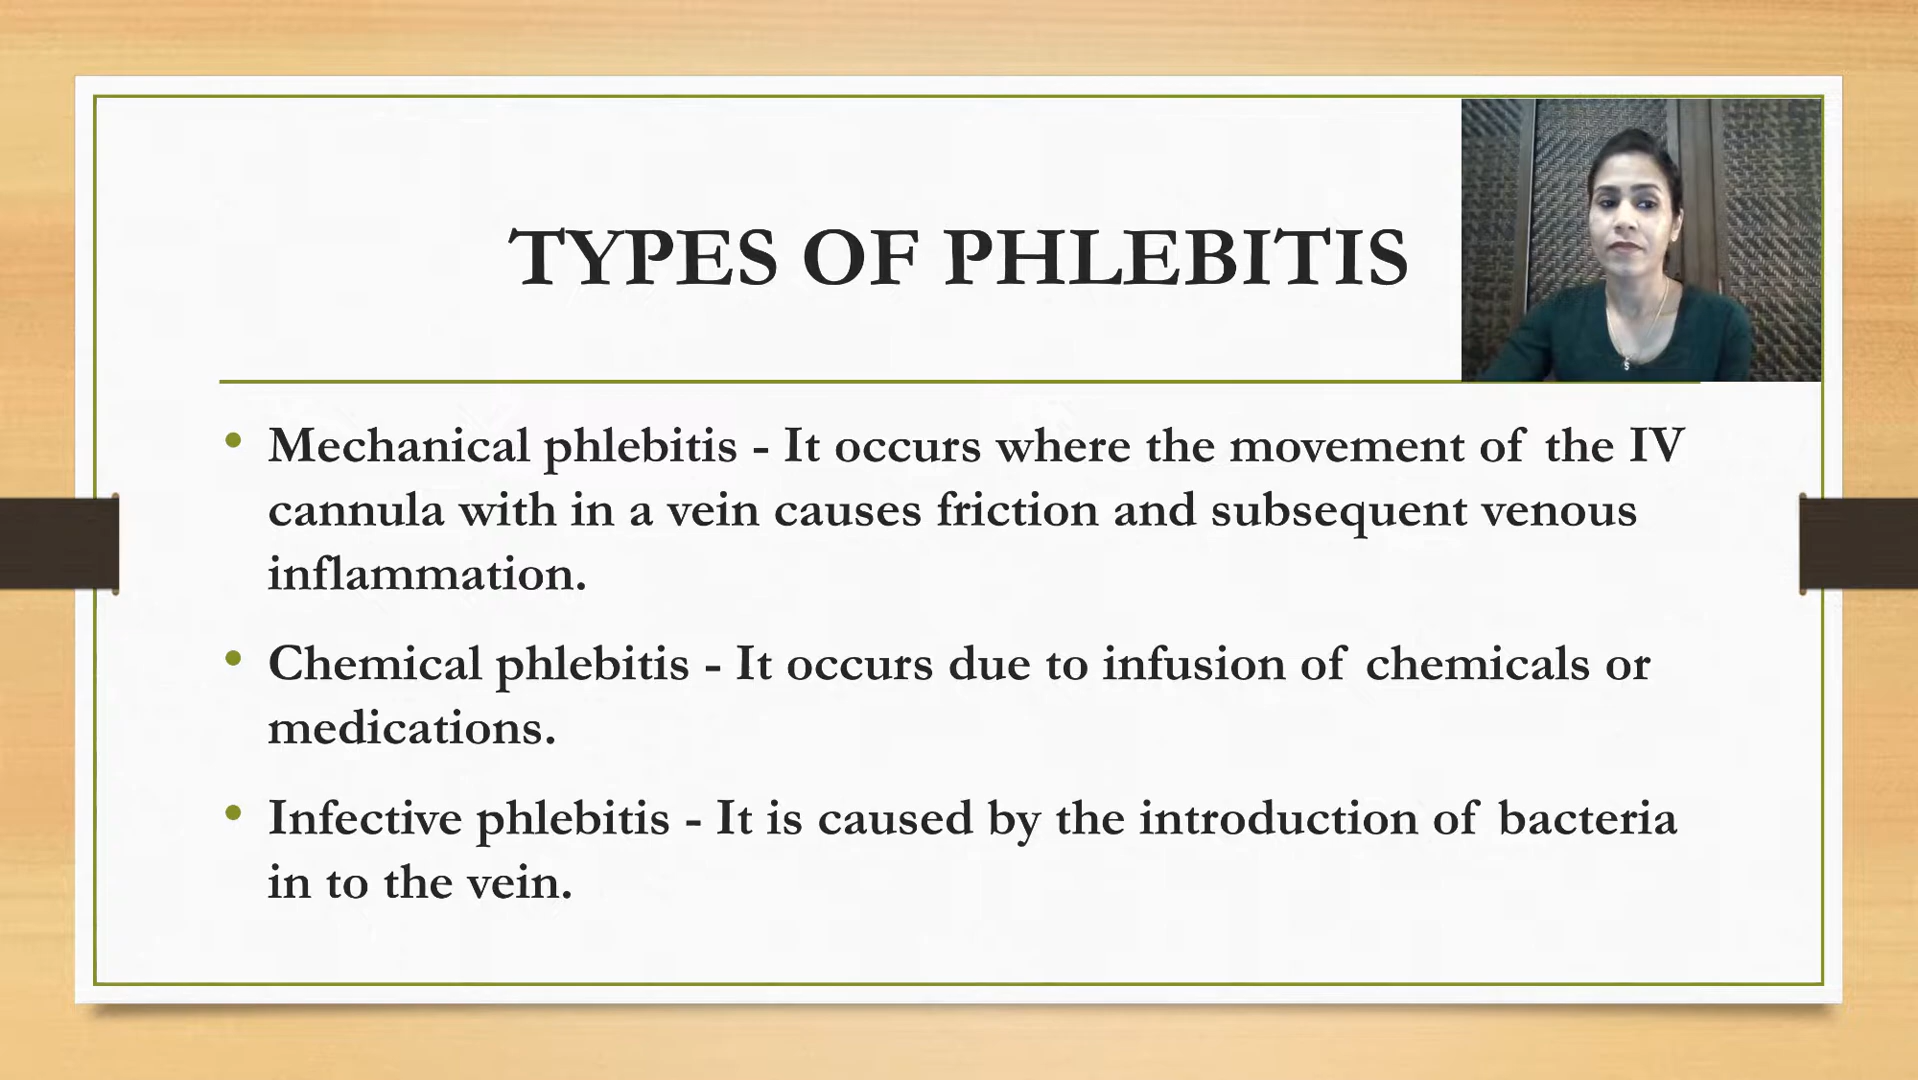 TYPES OF PHLEBITIS
• Mechanical phlebitis - It occurs where the movement of the IV
cannula with in a vein causes friction and subsequent venous
inflammation.
• Chemical phlebitis - It occurs due to infusion of chemicals or
medications.
• Infective phlebitis - It is caused by the introduction of bacteria
in to the vein.